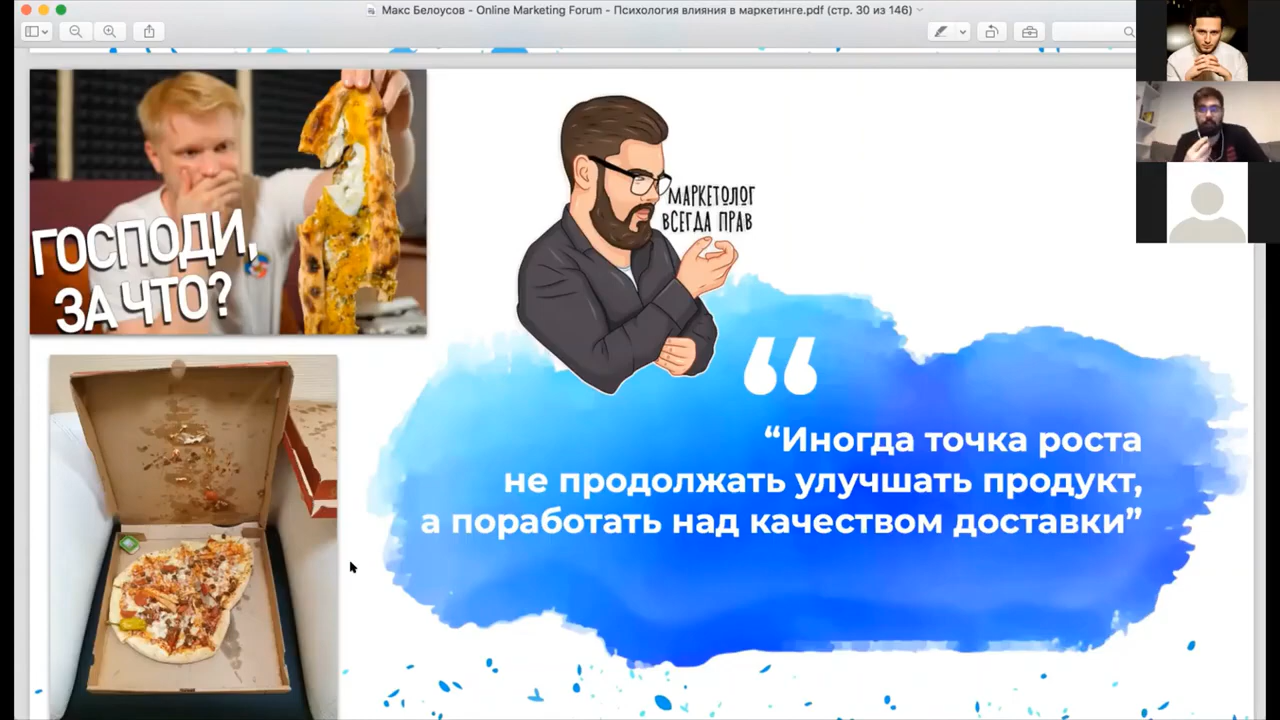 Макс Белоусов - Online Marketing Forum - Психология влияния в маркетинге.pdf (стр. 30 из 146)
ГОСПОДИ,
ЗА ЧТО?
МАРКЕТОЛОГ
ВСЕГДА ПРАВ
“
“Иногда точка роста
не продолжать улучшать продукт,
а поработать над качеством доставки”